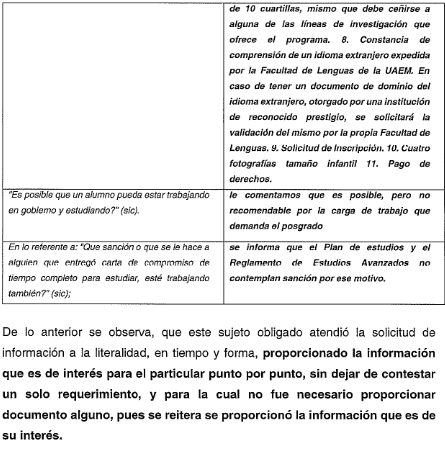 de 10 cuartillas, mismo que debe ceñirse a
alguna de las líneas de investigación que
ofrece el programa. 8. Constancia de
comprensión de un idioma extranjero expedida
por la Facultad de Lenguas de la UAEM. En
caso de tener un documento de dominio del
idioma extranjero, otorgado por una institución
de reconocido prestigio, se solicitará la
validación del mismo por la propia Facultad de
Lenguas. 9. Solicitud de Inscripción. 10. Cuatro
fotografías tamaño infantil 11. Pago de
derechos.
"Es posible que un alumno pueda estar trabajando
en gobierno y estudiando?" (sic).
le comentamos que es posible, pero no
recomendable por la carga de trabajo que
demanda el posgrado
En lo referente a: "Que sanción o que se le hace a
alguien que entregó carta de compromiso de
tiempo completo para estudiar, esté trabajando
también?" (sic);
se informa que el Plan de estudios y el
Reglamento de Estudios Avanzados no
contemplan sanción por ese motivo.
De lo anterior se observa, que este sujeto obligado atendió la solicitud de
información a la literalidad, en tiempo y forma, proporcionado la información
que es de interés para el particular punto por punto, sin dejar de contestar
un solo requerimiento, y para la cual no fue necesario proporcionar
documento alguno, pues se reitera se proporcionó la información que es de
su interés.